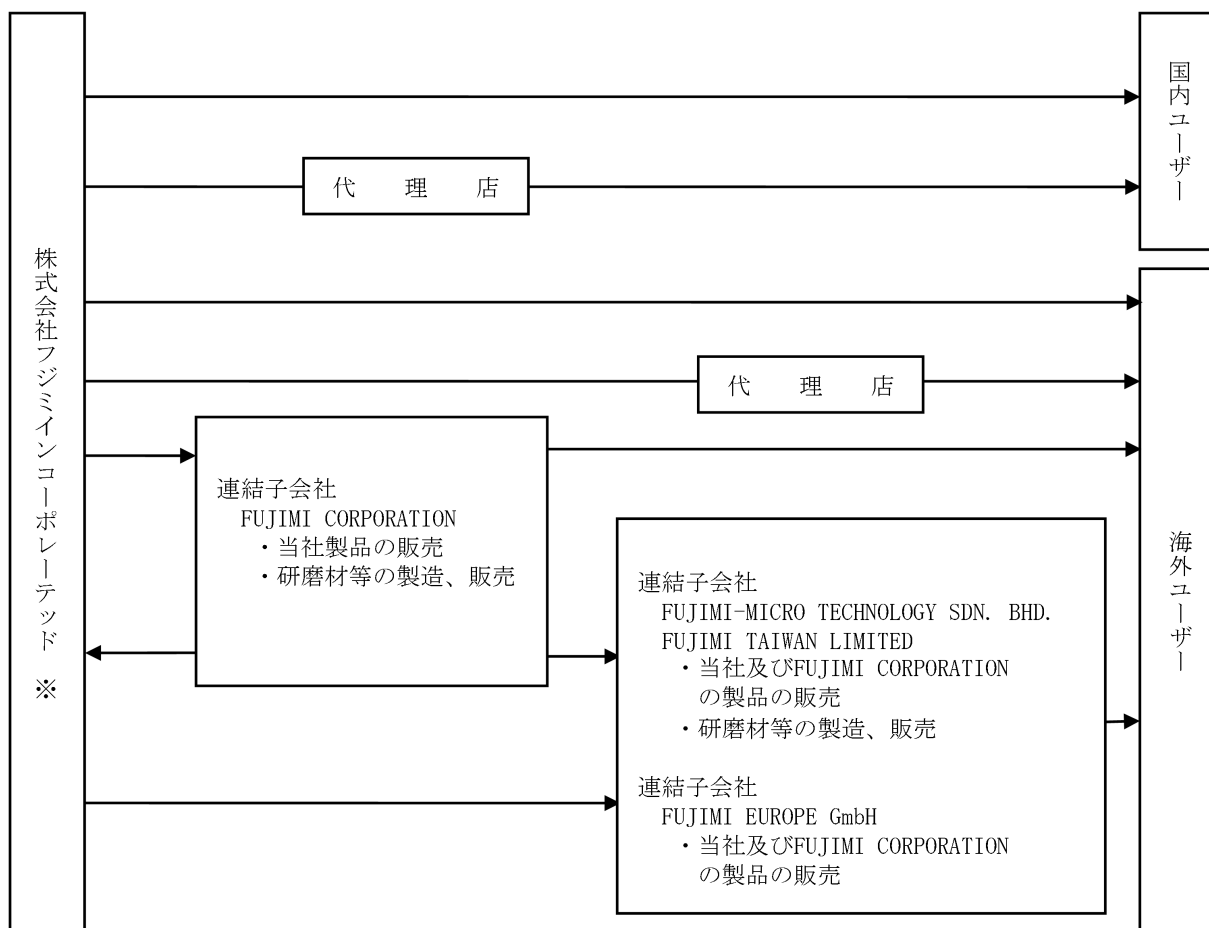 株式会社フジミインコーポレーテッド ※
国内ユーザー
代 理 店
海外ユーザー
代 理 店
連結子会社
FUJIMI CORPORATION
・当社製品の販売
・研磨材等の製造、販売
連結子会社
FUJIMI-MICRO TECHNOLOGY SDN. BHD.
FUJIMI TAIWAN LIMITED
・当社及びFUJIMI CORPORATION
の製品の販売
・研磨材等の製造、販売
連結子会社
FUJIMI EUROPE GmbH
・当社及びFUJIMI CORPORATION
の製品の販売